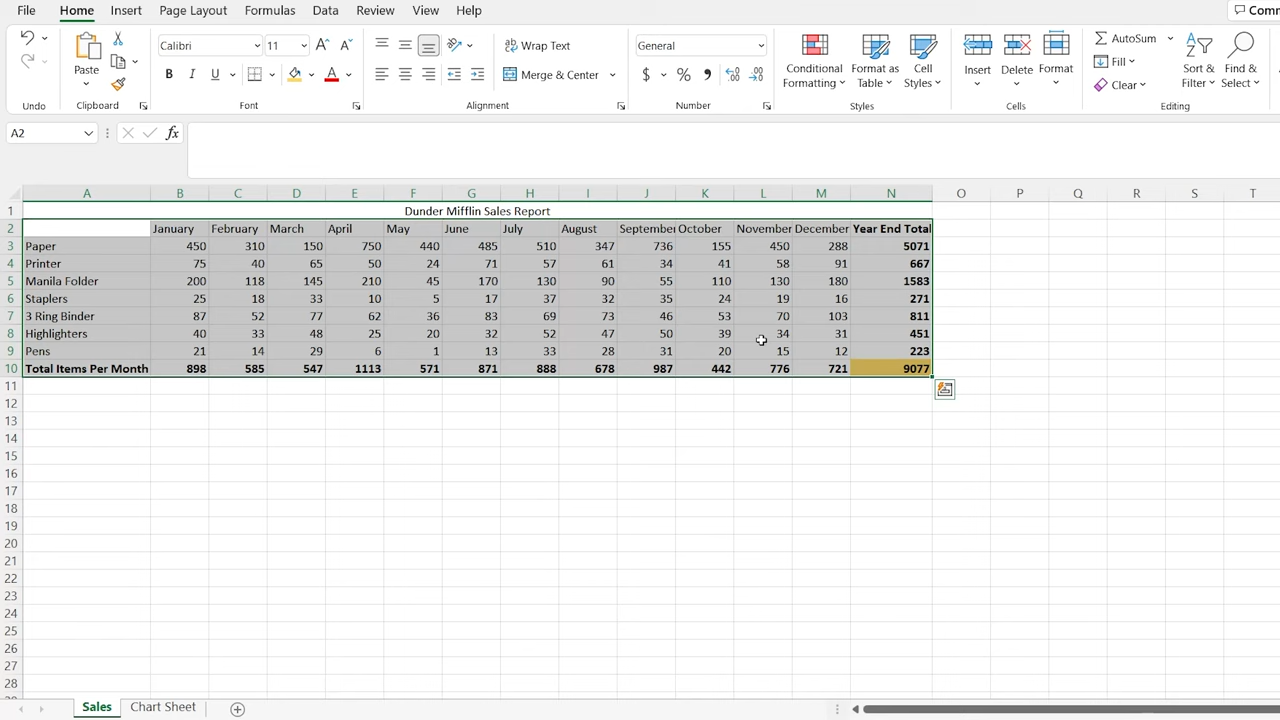 File Home Insert Page Layout Formulas Data Review View Help
Calibri 11 A A Wrap Text General AutoSum
Paste B I U A Merge & Center $ % Conditional Formatting Format as Table Cell Styles Insert Delete Format Fill Clear Sort & Filter Find & Select
Undo Clipboard Font Alignment Number Styles Cells Editing
A2 fx
A B C D E F G H I J K L M N O P Q R S T
1 Dunder Mifflin Sales Report
2 January February March April May June July August September October November December Year End Total
3 Paper 450 310 150 750 440 485 510 347 736 155 450 288 5071
4 Printer 75 40 65 50 24 71 57 61 34 41 58 91 667
5 Manila Folder 200 118 145 210 45 170 130 90 55 110 130 180 1583
6 Staplers 25 18 33 10 5 17 37 32 35 24 19 16 271
7 3 Ring Binder 87 52 77 62 36 83 69 73 46 53 70 103 811
8 Highlighters 40 33 48 25 20 32 52 47 50 39 34 31 451
9 Pens 21 14 29 6 1 13 33 28 31 20 15 12 223
10 Total Items Per Month 898 585 547 1113 571 871 888 678 987 442 776 721 9077
11
12
13
14
15
16
17
18
19
20
21
22
23
24
25
26
27
28
Sales Chart Sheet